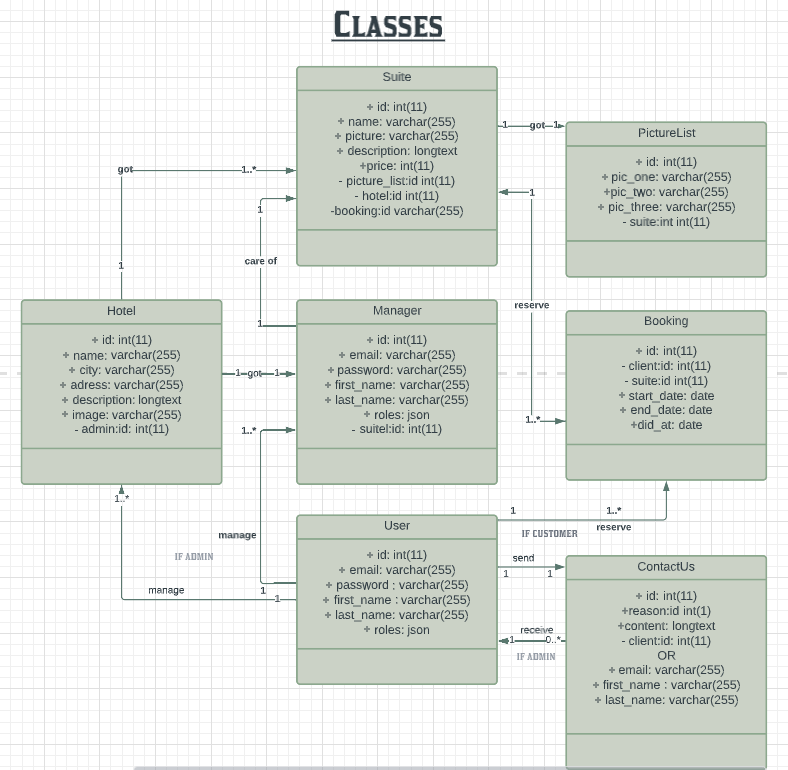 CLASSES
Suite
+ id: int(11)
+ name: varchar(255)
+ picture: varchar(255)
+ description: longtext
+price: int(11)
- picture_list:id int(11)
- hotel:id int(11)
-booking:id varchar(255)
1 got 1
PictureList
+ id: int(11)
+ pic_one: varchar(255)
+pic_two: varchar(255)
+ pic_three: varchar(255)
- suite:int int(11)
got 1..*
1
1
care of
1
1
reserve
1..*
Hotel
+ id: int(11)
+ name: varchar(255)
+ city: varchar(255)
+ adress: varchar(255)
+ description: longtext
+ image: varchar(255)
- admin:id: int(11)
1 got 1
Manager
+ id: int(11)
+ email: varchar(255)
+ password: varchar(255)
+ first_name: varchar(255)
+ last_name: varchar(255)
+ roles: json
- suitel:id: int(11)
Booking
+ id: int(11)
- client:id: int(11)
- suite:id int(11)
+ start_date: date
+ end_date: date
+did_at: date
1..*
manage
1
1..*
IF ADMIN
manage
1
User
+ id: int(11)
+ email: varchar(255)
+ password : varchar(255)
+ first_name : varchar(255)
+ last_name: varchar(255)
+ roles: json
1 1..*
reserve
IF CUSTOMER
send
1 1
receive
1 0..*
IF ADMIN
ContactUs
+ id: int(11)
+reason:id int(1)
+content: longtext
- client:id: int(11)
OR
+ email: varchar(255)
+ first_name : varchar(255)
+ last_name: varchar(255)